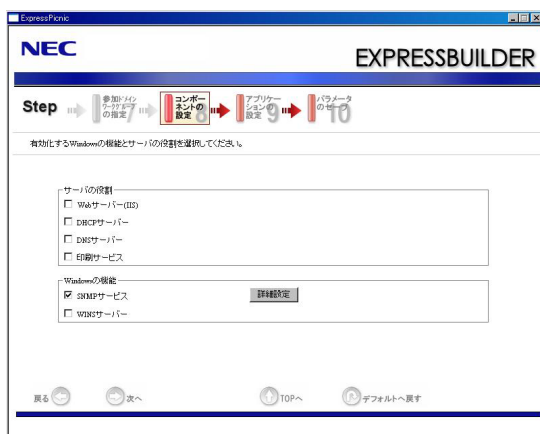 ExpressPicnic
NEC
EXPRESSBUILDER
Step
参加ドメイン
ワークグループ
の指定
7
コンポー
ネントの
設定
8
アプリケー
ションの
設定
9
パラメータ
のセーブ
10
有効化するWindowsの機能とサーバの役割を選択してください。
サーバの役割
Webサーバー(IIS)
DHCPサーバー
DNSサーバー
印刷サービス
Windowsの機能
SNMPサービス
詳細設定
WINSサーバー
戻る
次へ
TOPへ
デフォルトへ戻す